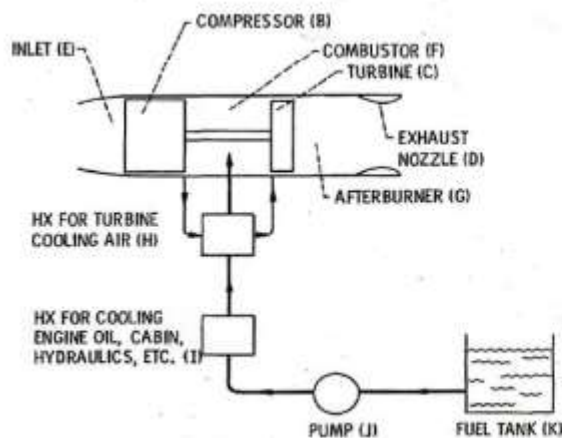 COMPRESSOR (B)
INLET (E)
COMBUSTOR (F)
TURBINE (C)
EXHAUST
NOZZLE (D)
AFTERBURNER (G)
HX FOR TURBINE
COOLING AIR (H)
HX FOR COOLING
ENGINE OIL, CABIN,
HYDRAULICS, ETC. (I)
PUMP (J)
FUEL TANK (K)